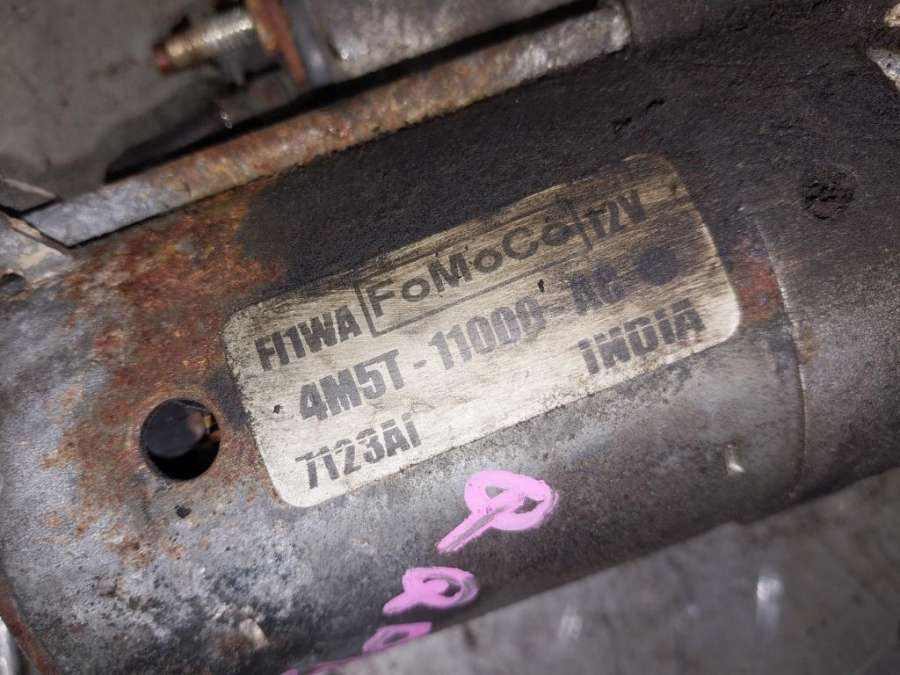 FI1WA FoMoCo 12V
4M5T-11000-AC
INDIA
7123AI